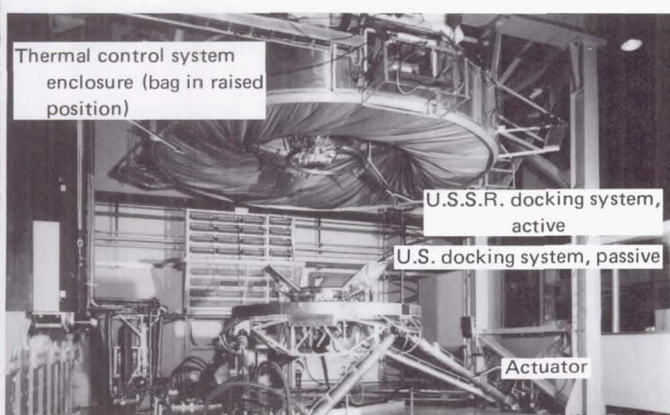 Thermal control system
enclosure (bag in raised
position)
U.S.S.R. docking system,
active
U.S. docking system, passive
Actuator